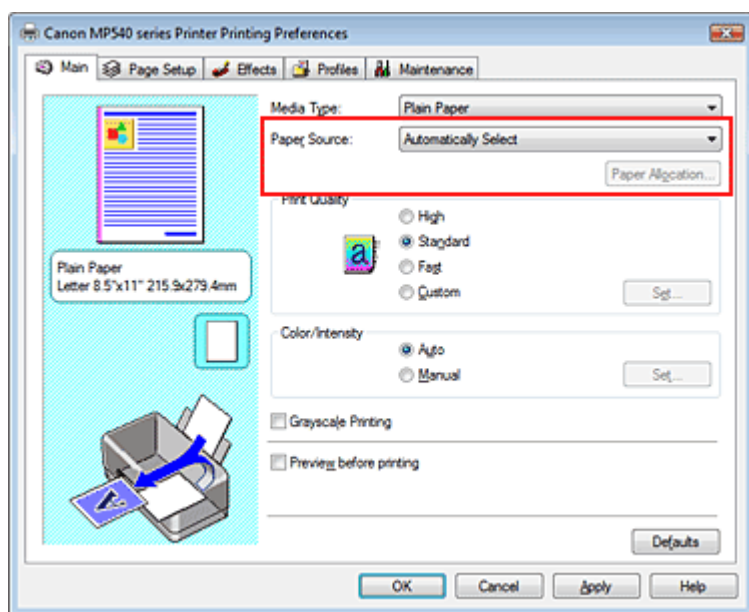 Canon MP540 series Printer Printing Preferences
Main Page Setup Effects Profiles Maintenance
Media Type: Plain Paper
Paper Source: Automatically Select
Paper Allocation...
Print Quality
High
Standard
Fast
Custom
Set...
Plain Paper
Letter 8.5"x11" 215.9x279.4mm
Color/Intensity
Auto
Manual
Set...
Grayscale Printing
Preview before printing
Defaults
OK Cancel Apply Help